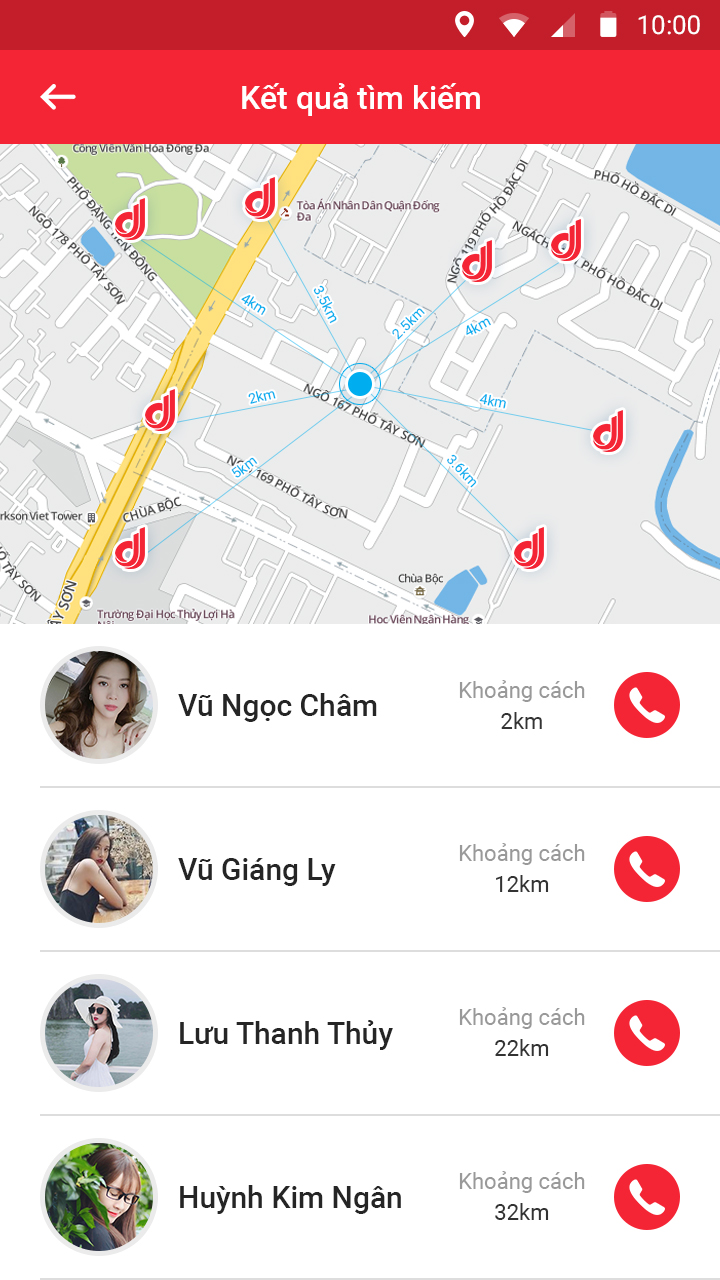 10:00
Kết quả tìm kiếm
Công Viên Văn Hóa Đống Đa
PHỐ HỒ ĐẮC DI
Tòa Án Nhân Dân Quận Đống
Đa
NGÕ 178 PHỐ TÂY SƠN
NGÕ 119 PHỐ HỒ ĐẮC DI
PHỐ HỒ ĐẮC DI
4km
3.5km
2.5km
4km
2km
4km
NGÕ 167 PHỐ TÂY SƠN
5km
3.6km
NGÕ 169 PHỐ TÂY SƠN
CHÙA BỘC
rkson Viet Tower
TÂY SƠN
Chùa Bộc
ÂY SƠN
Trường Đại Học Thủy Lợi Hà
Nội
Học Viện Ngân Hàng
Vũ Ngọc Châm
Khoảng cách
2km
Vũ Giáng Ly
Khoảng cách
12km
Lưu Thanh Thủy
Khoảng cách
22km
Huỳnh Kim Ngân
Khoảng cách
32km